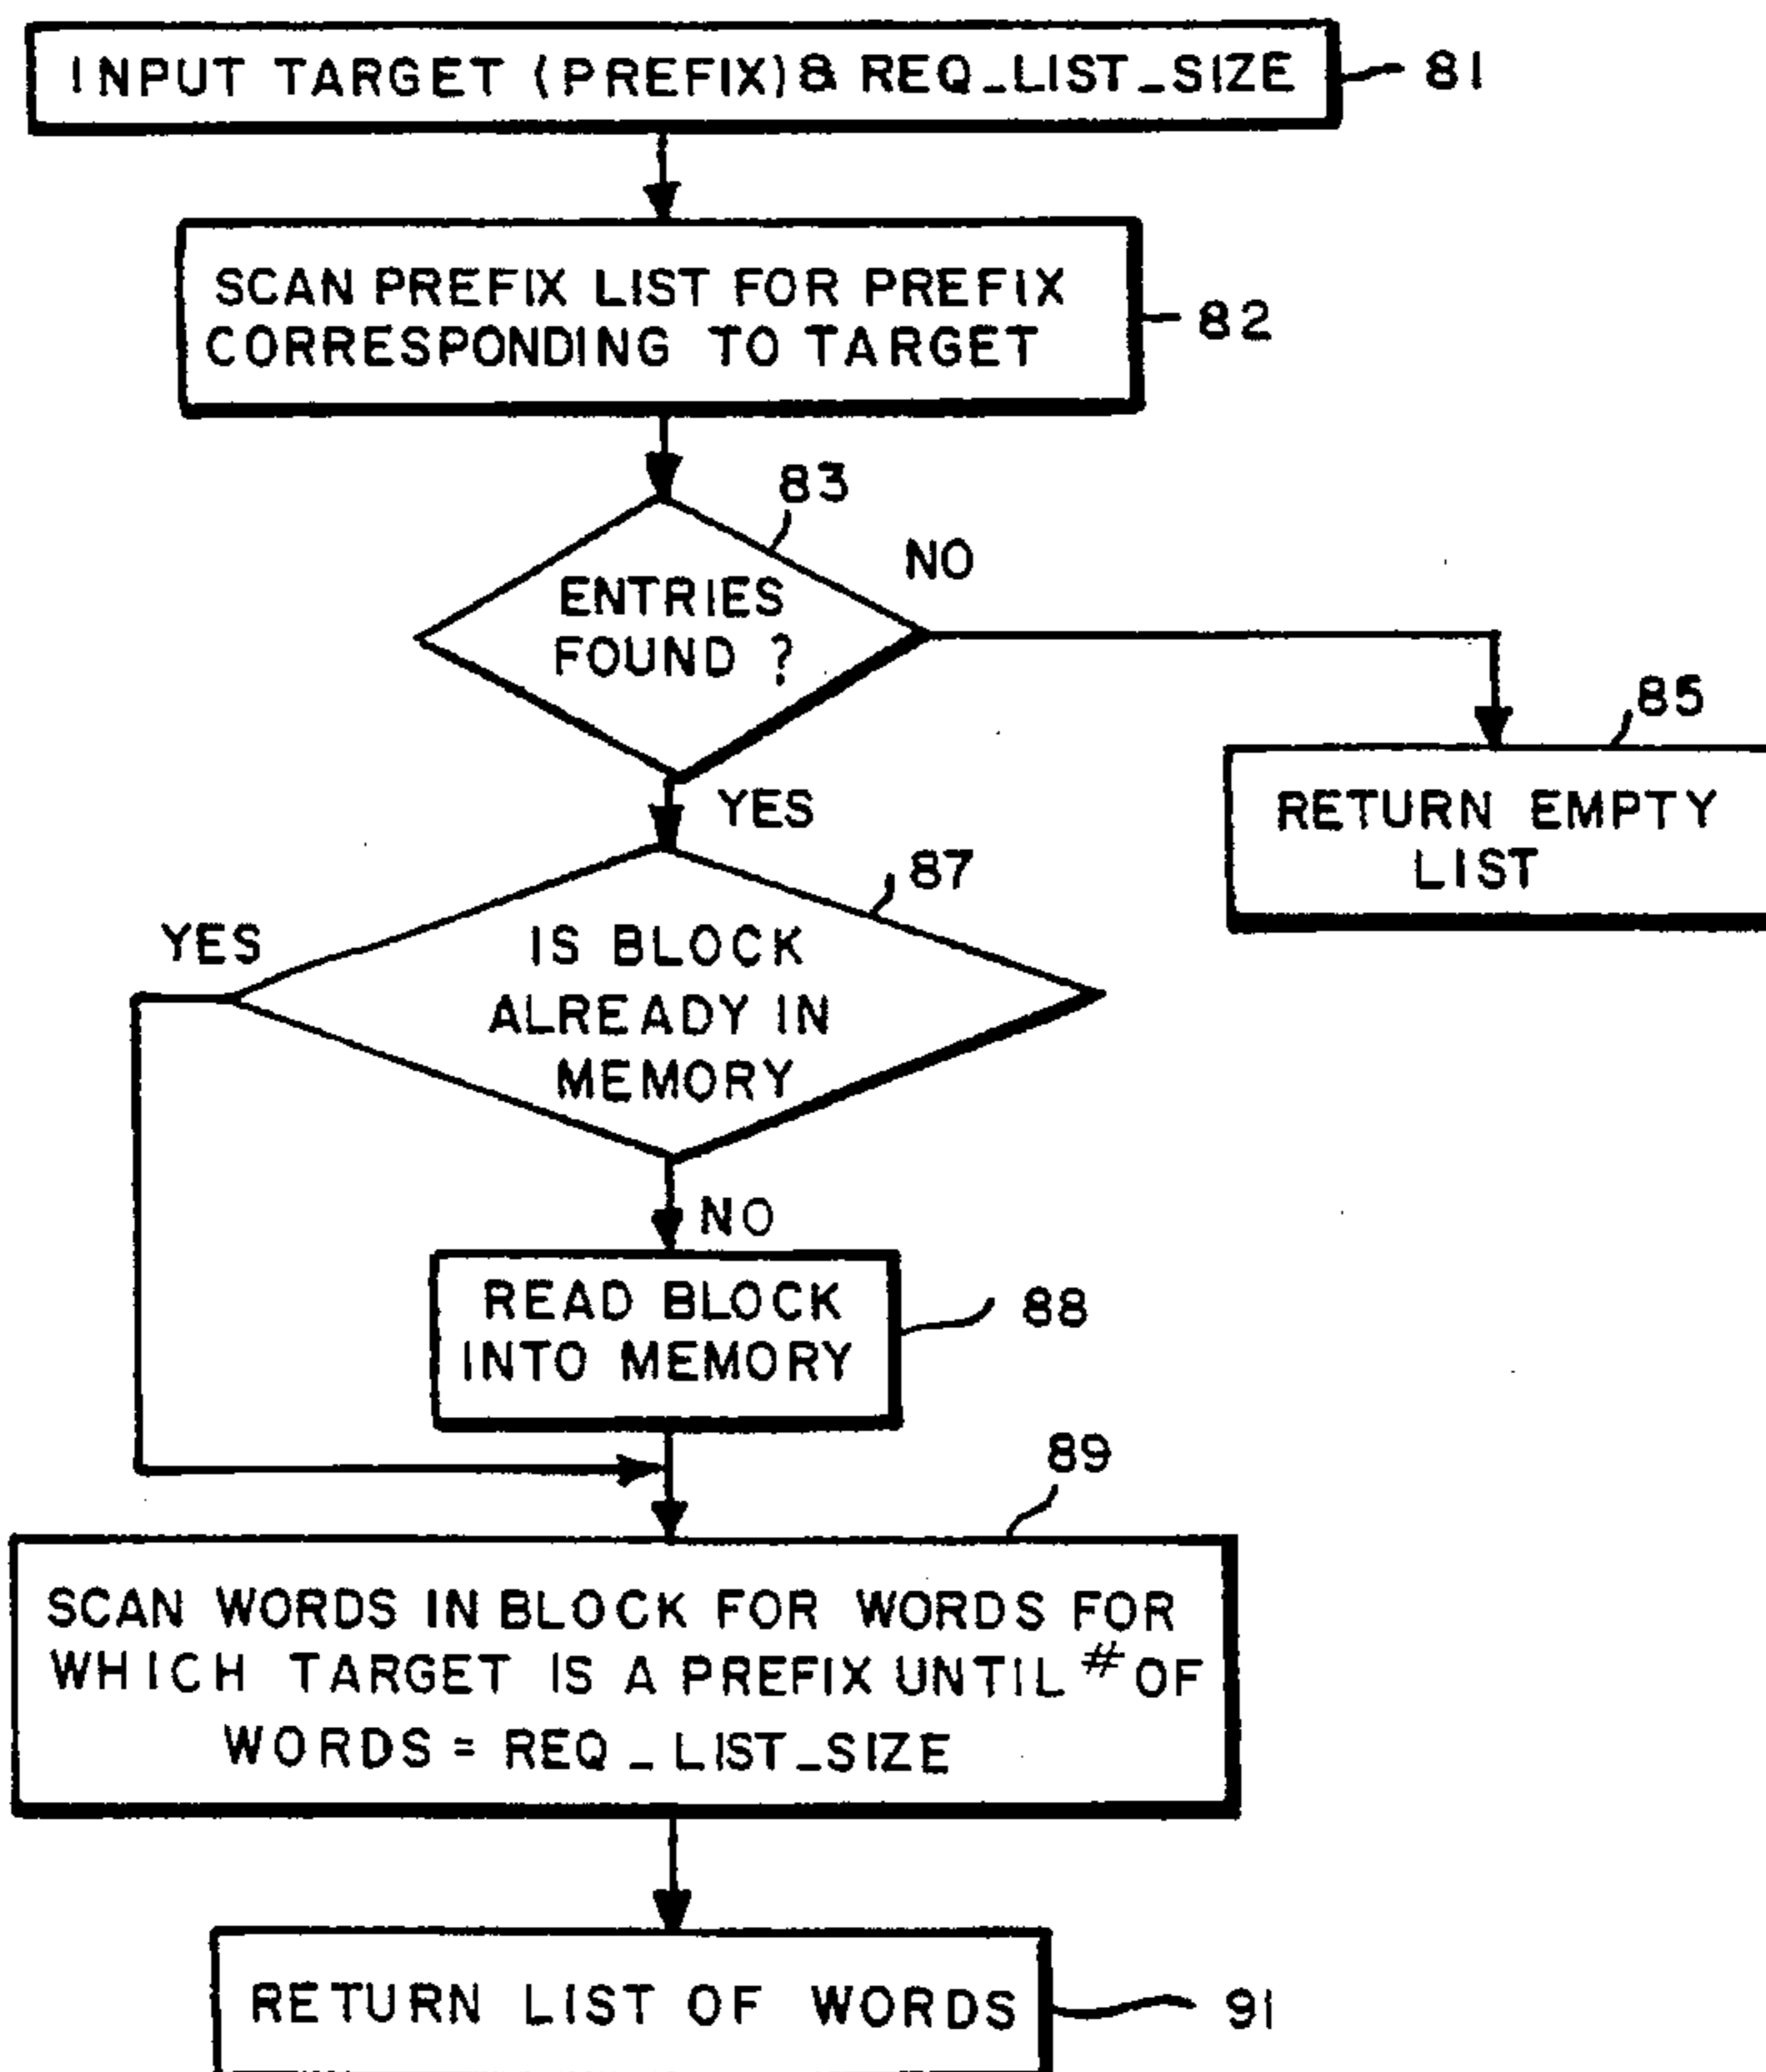 INPUT TARGET (PREFIX) & REQ_LIST_SIZE
81
SCAN PREFIX LIST FOR PREFIX
CORRESPONDING TO TARGET
82
83
ENTRIES
FOUND ?
NO
85
RETURN EMPTY
LIST
YES
87
YES
IS BLOCK
ALREADY IN
MEMORY
NO
READ BLOCK
INTO MEMORY
88
89
SCAN WORDS IN BLOCK FOR WORDS FOR
WHICH TARGET IS A PREFIX UNTIL # OF
WORDS = REQ_LIST_SIZE
RETURN LIST OF WORDS
91